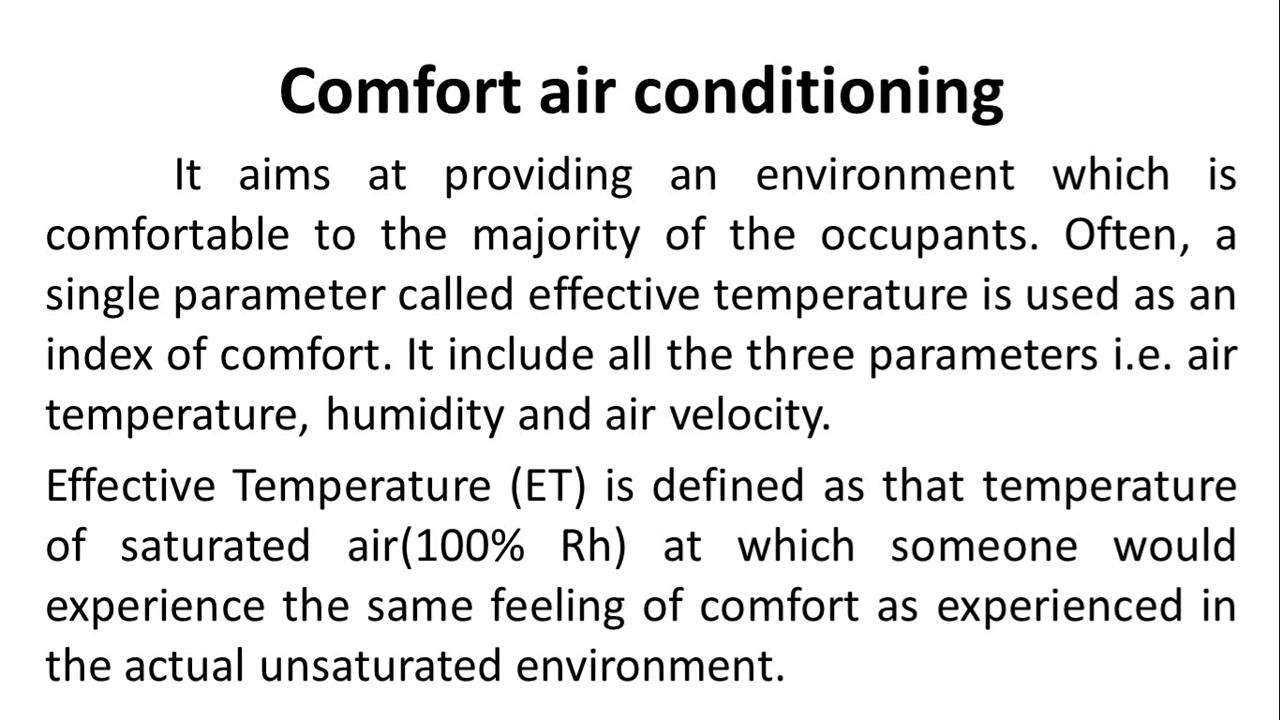 Comfort air conditioning
It aims at providing an environment which is
comfortable to the majority of the occupants. Often, a
single parameter called effective temperature is used as an
index of comfort. It include all the three parameters i.e. air
temperature, humidity and air velocity.
Effective Temperature (ET) is defined as that temperature
of saturated air(100% Rh) at which someone would
experience the same feeling of comfort as experienced in
the actual unsaturated environment.